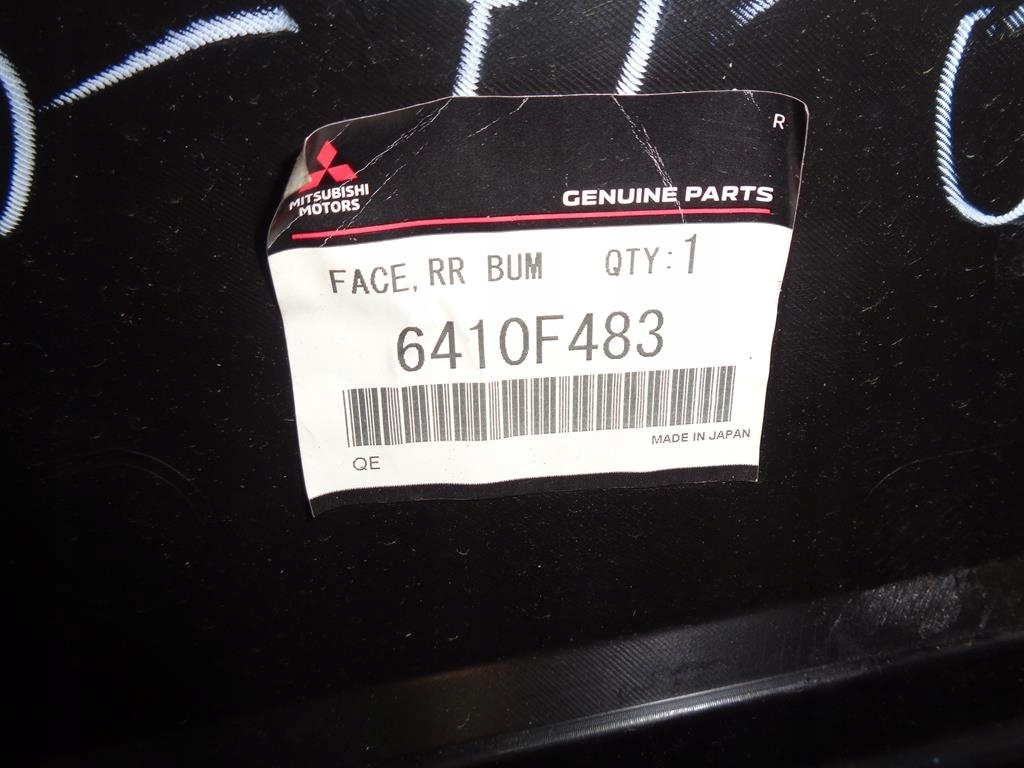 R
MITSUBISHI
MOTORS
GENUINE PARTS
FACE, RR BUM QTY:1
6410F483
MADE IN JAPAN
QE